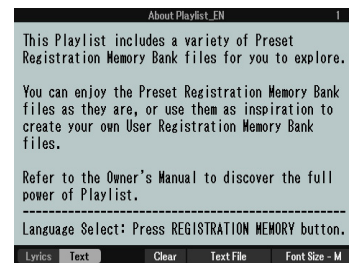 About Playlist_EN 1
This Playlist includes a variety of Preset
Registration Memory Bank files for you to explore.
You can enjoy the Preset Registration Memory Bank
files as they are, or use them as inspiration to
create your own User Registration Memory Bank
files.
Refer to the Owner's Manual to discover the full
power of Playlist.
--------------------------------------------------
Language Select: Press REGISTRATION MEMORY button.
Lyrics Text Clear Text File Font Size - M